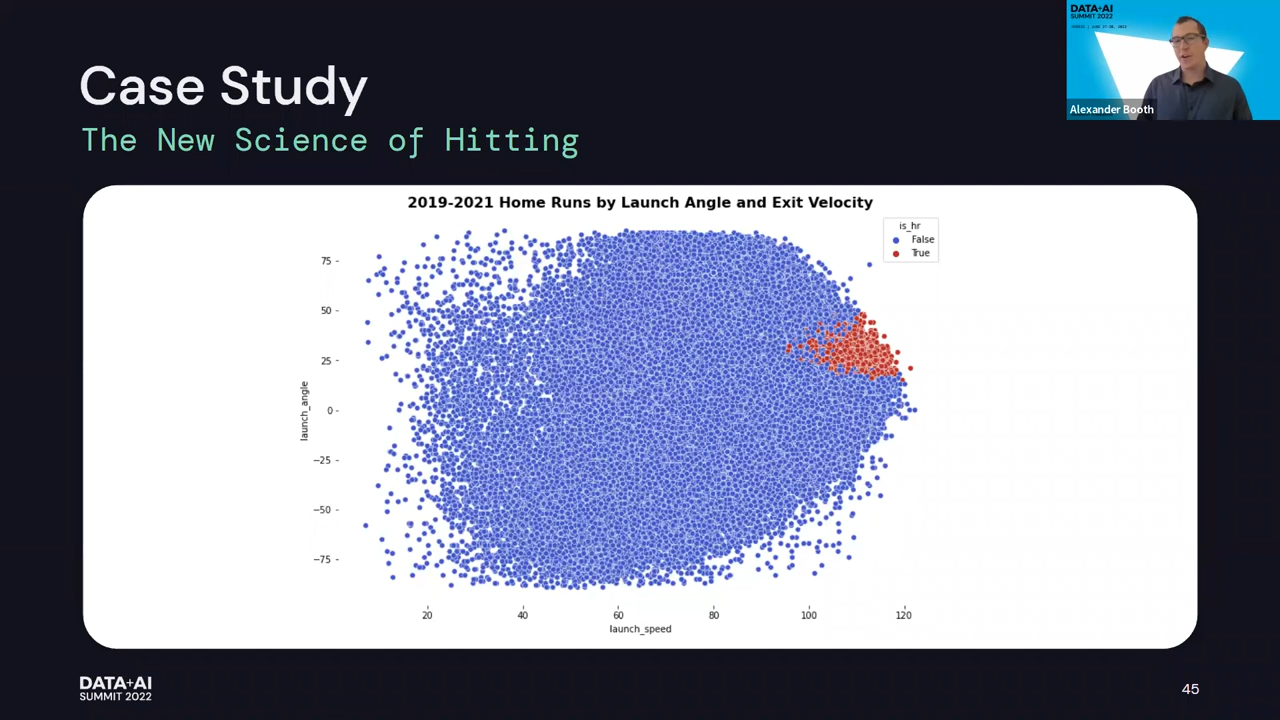 Case Study
The New Science of Hitting
DATA+AI
SUMMIT 2022
Alexander Booth
2019-2021 Home Runs by Launch Angle and Exit Velocity
is_hr
False
True
75
50
25
0
−25
−50
−75
launch_angle
20 40 60 80 100 120
launch_speed
DATA+AI
SUMMIT 2022
45